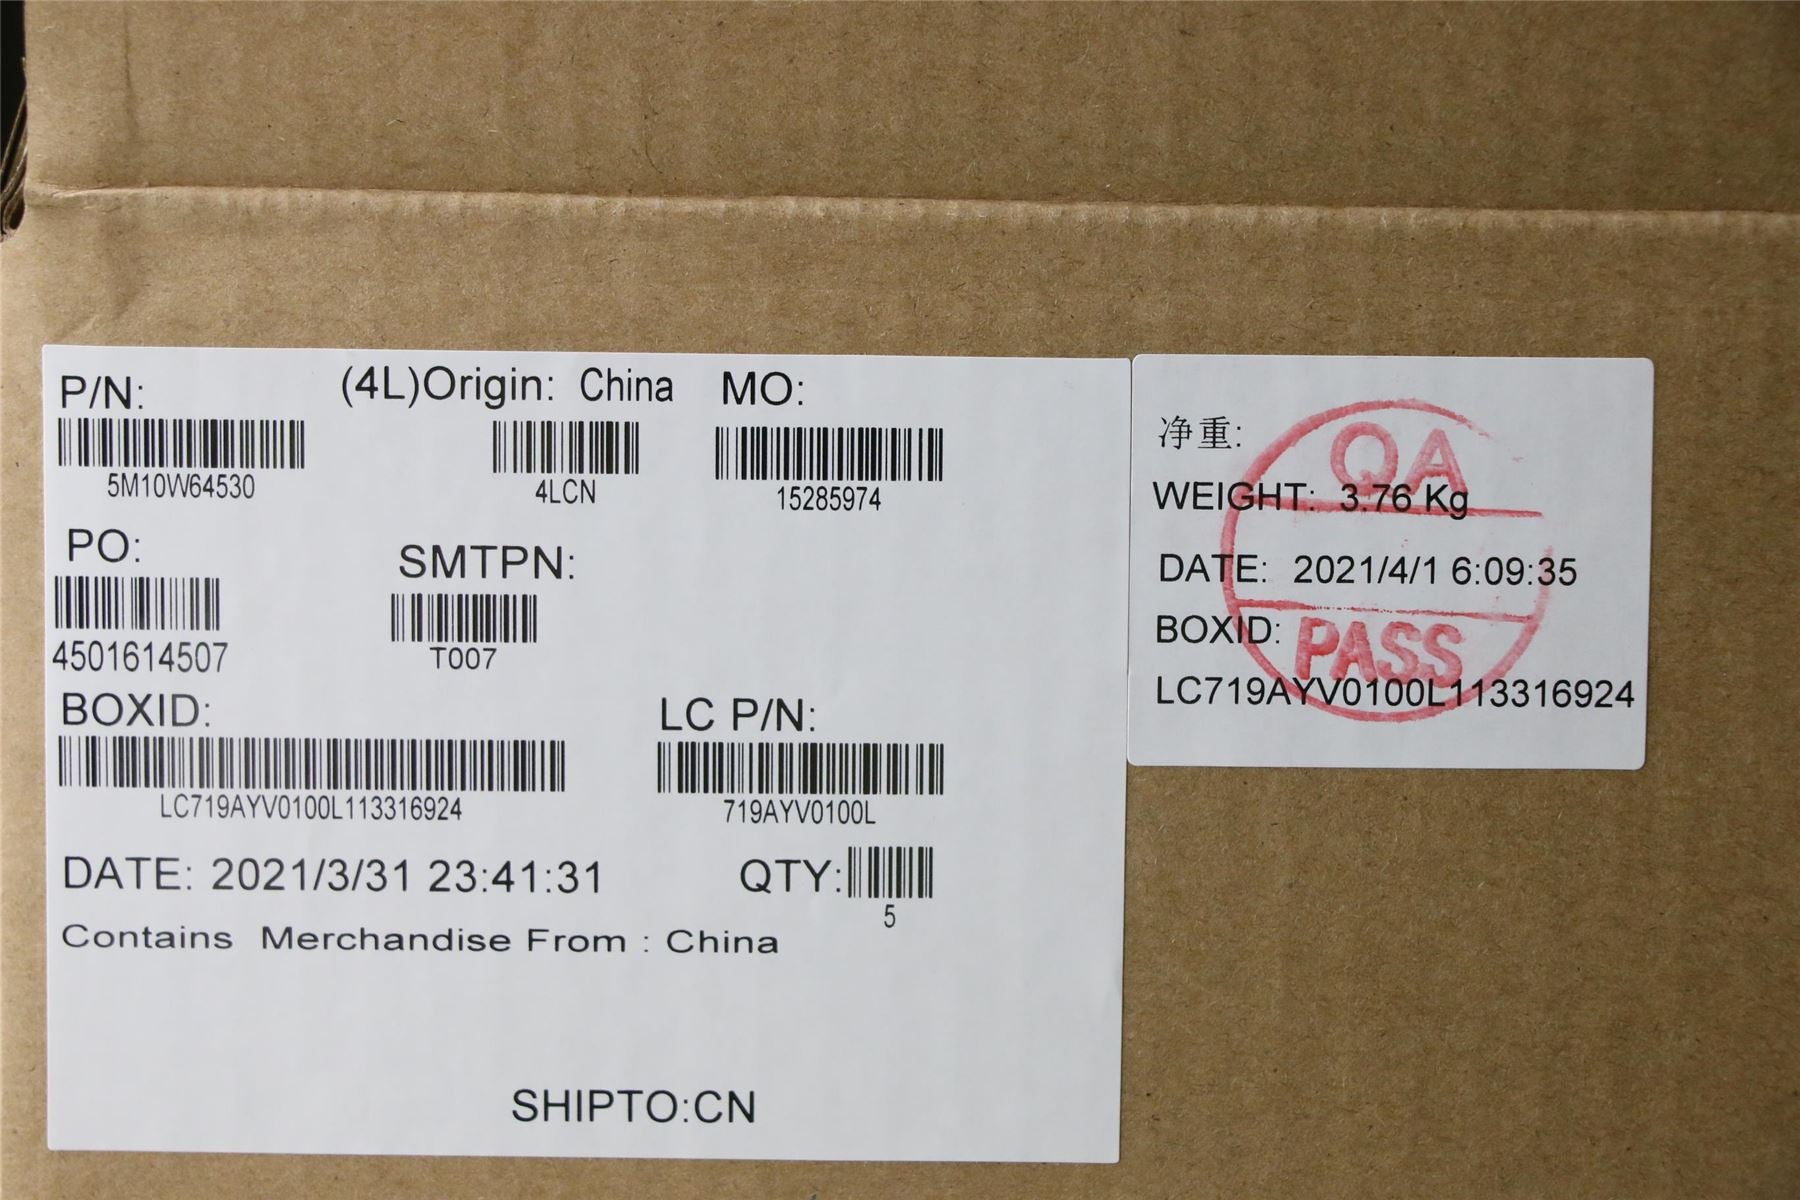 P/N: (4L)Origin: China MO:
5M10W64530 4LCN 15285974
PO: SMTPN:
4501614507 T007
BOXID: LC P/N:
LC719AYV0100L113316924 719AYV0100L
DATE: 2021/3/31 23:41:31 QTY:
5
Contains Merchandise From : China
SHIPTO:CN
净重:
QA
WEIGHT: 3.76 Kg
DATE: 2021/4/1 6:09:35
BOXID:
PASS
LC719AYV0100L113316924